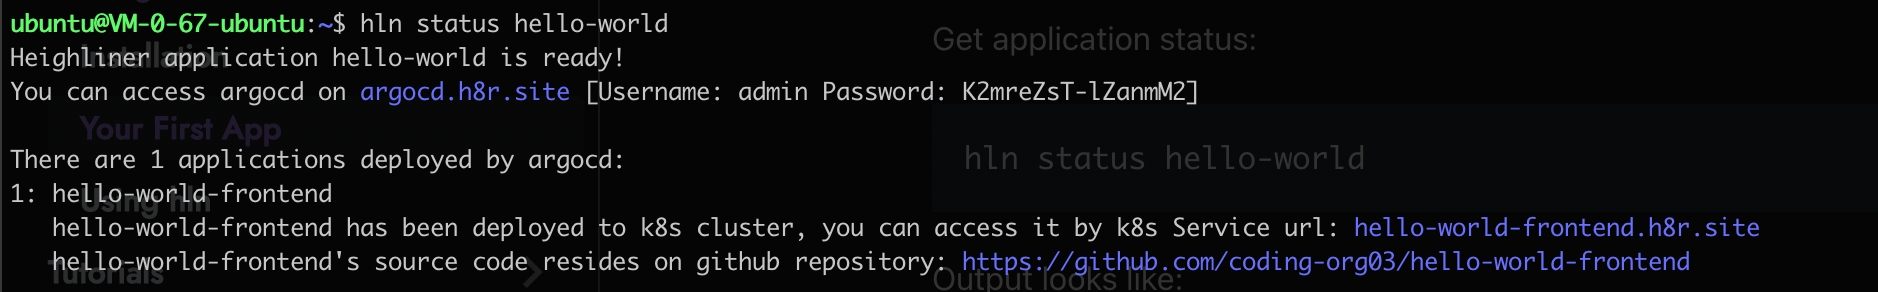 ubuntu@VM-0-67-ubuntu:~$ hln status hello-world
Heighliner application hello-world is ready!
You can access argocd on argocd.h8r.site [Username: admin Password: K2mreZsT-lZanmM2]
There are 1 applications deployed by argocd:
1: hello-world-frontend
hello-world-frontend has been deployed to k8s cluster, you can access it by k8s Service url: hello-world-frontend.h8r.site
hello-world-frontend's source code resides on github repository: https://github.com/coding-org03/hello-world-frontend
Installation
Your First App
Using hln
Tutorials
Get application status:
hln status hello-world
Output looks like: